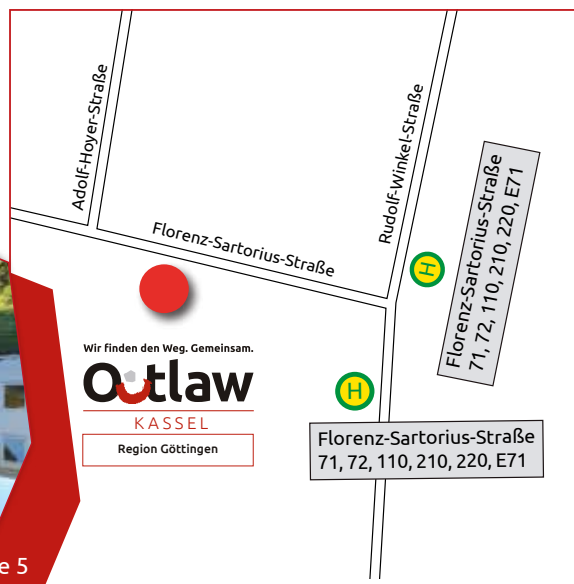 Adolf-Hoyer-Straße
Rudolf-Winkel-Straße
Florenz-Sartorius-Straße
H
Florenz-Sartorius-Straße
71, 72, 110, 210, 220, E71
Wir finden den Weg. Gemeinsam.
Outlaw
KASSEL
Region Göttingen
H
Florenz-Sartorius-Straße
71, 72, 110, 210, 220, E71
e 5